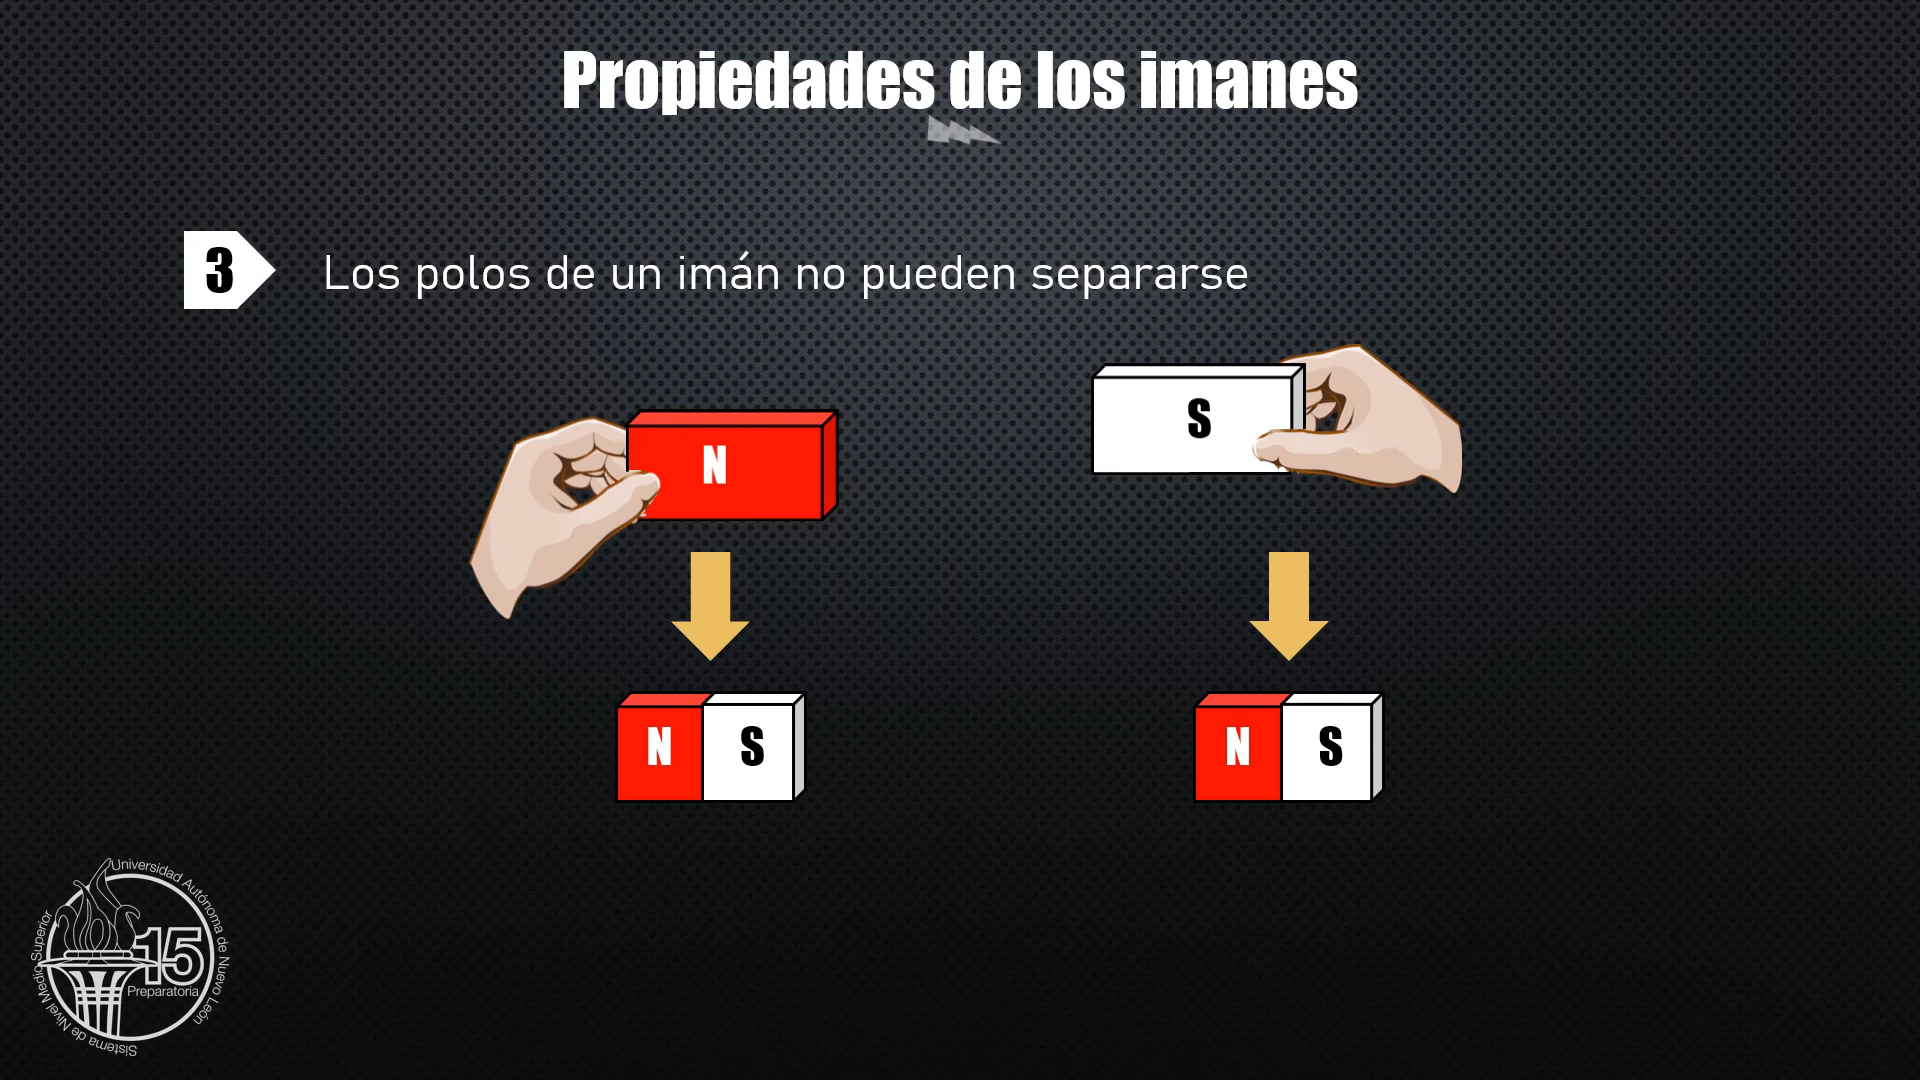 Propiedades de los imanes
3
Los polos de un imán no pueden separarse
N
S
N S
N S
Universidad Autónoma de Nuevo León
Sistema de Nivel Medio Superior
15
Preparatoria